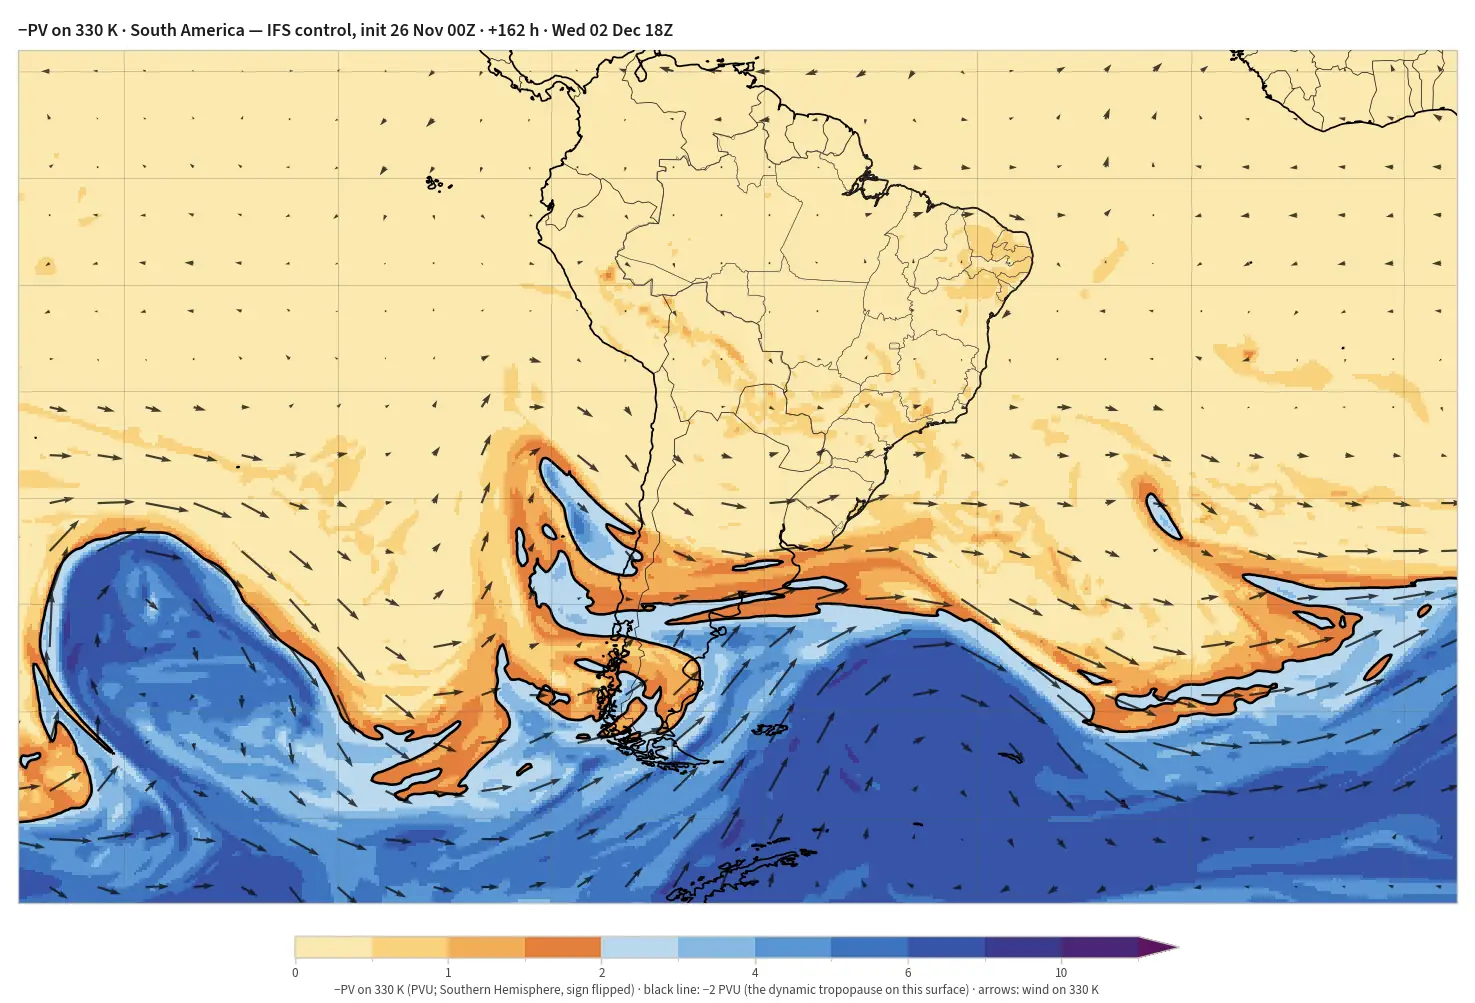 −PV on 330 K · South America — IFS control, init 26 Nov 00Z · +162 h · Wed 02 Dec 18Z
0 1 2 4 6 10
−PV on 330 K (PVU; Southern Hemisphere, sign flipped) · black line: −2 PVU (the dynamic tropopause on this surface) · arrows: wind on 330 K